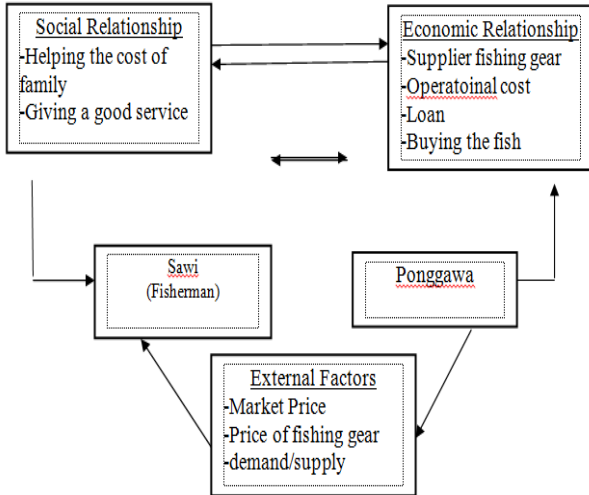 Social Relationship
-Helping the cost of
family
-Giving a good service
Economic Relationship
-Supplier fishing gear
-Operatoinal cost
-Loan
-Buying the fish
Sawi
(Fisherman)
Ponggawa
External Factors
-Market Price
-Price of fishing gear
-demand/supply